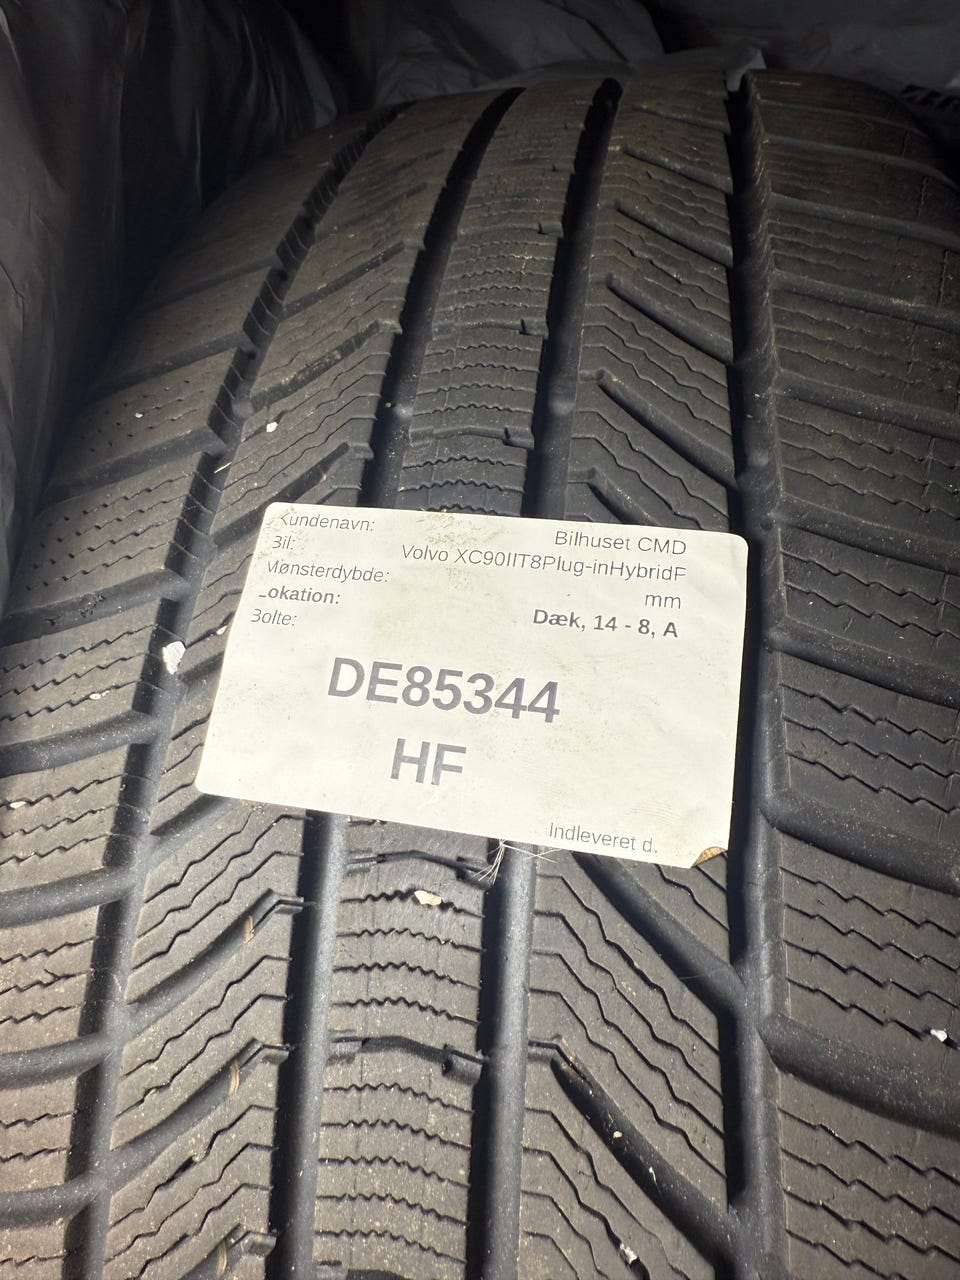 Kundenavn: Bilhuset CMD
Bil: Volvo XC90IIT8Plug-inHybridF
Mønsterdybde: mm
Lokation: Dæk, 14 - 8, A
Bolte:
DE85344
HF
Indleveret d.